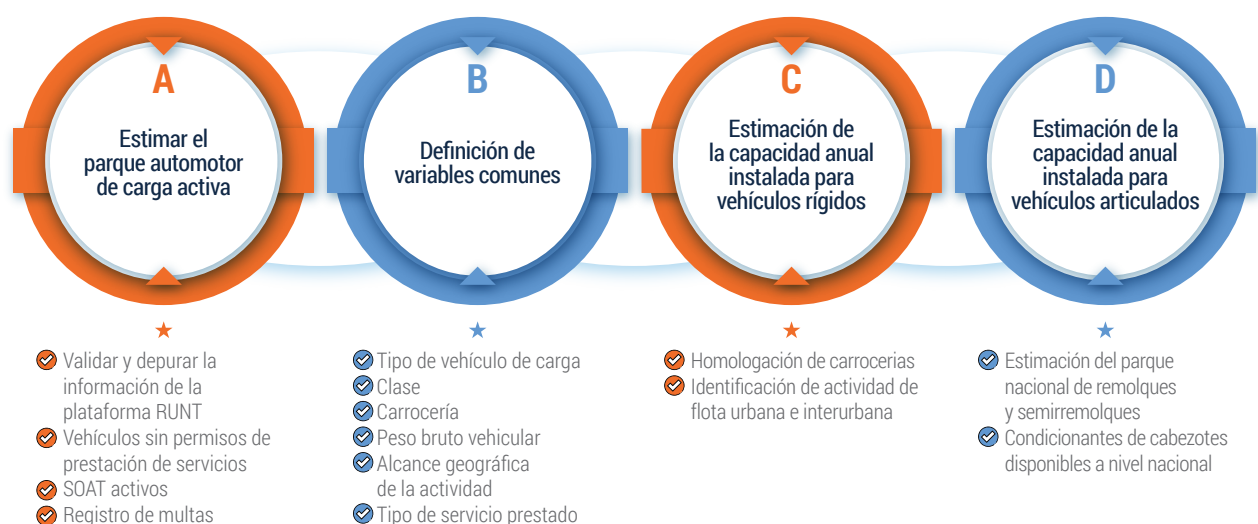 A
Estimar el
parque automotor
de carga activa
B
Definición de
variables comunes
C
Estimación de
la capacidad anual
instalada para
vehículos rígidos
D
Estimación de la
capacidad anual
instalada para
vehículos articulados
Validar y depurar la
información de la
plataforma RUNT
Vehículos sin permisos de
prestación de servicios
SOAT activos
Registro de multas
Tipo de vehículo de carga
Clase
Carrocería
Peso bruto vehicular
Alcance geográfica
de la actividad
Tipo de servicio prestado
Homologación de carrocerias
Identificación de actividad de
flota urbana e interurbana
Estimación del parque
nacional de remolques
y semirremolques
Condicionantes de cabezotes
disponibles a nivel nacional